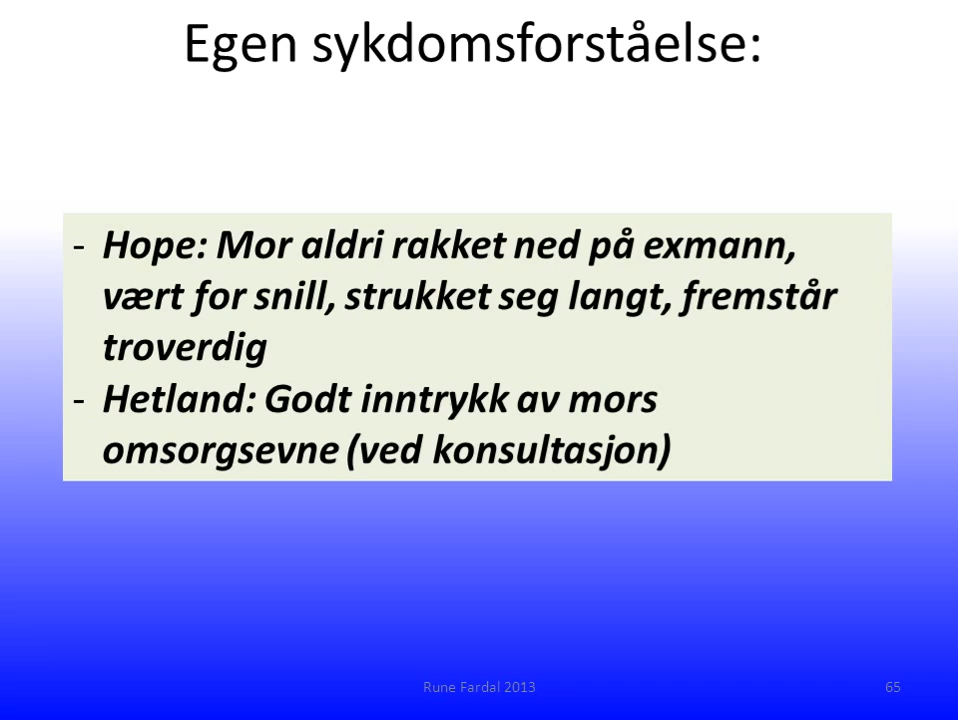 Egen sykdomsforståelse:
- Hope: Mor aldri rakket ned på exmann,
vært for snill, strukket seg langt, fremstår
troverdig
- Hetland: Godt inntrykk av mors
omsorgsevne (ved konsultasjon)
Rune Fardal 2013 65